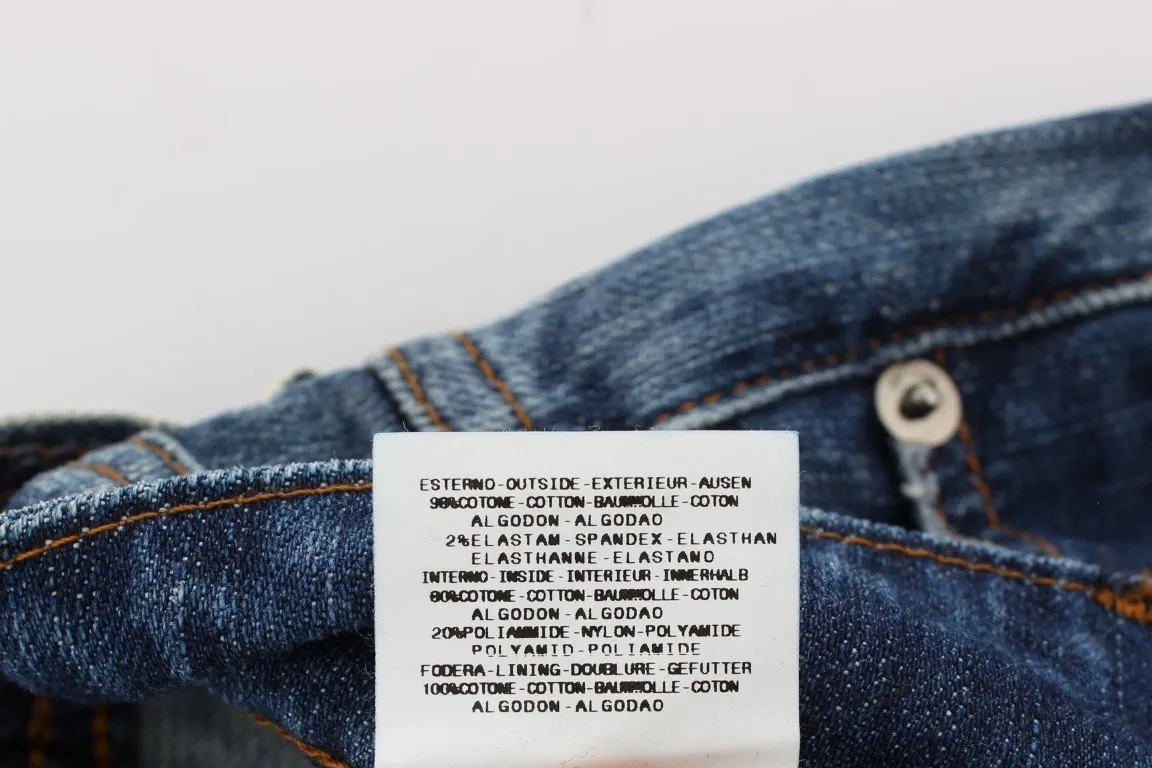 ESTERNO-OUTSIDE-EXTERIEUR-AUSEN
98%COTONE-COTTON-BAUMWOLLE-COTON
ALGODON-ALGODAO
2%ELASTAM-SPANDEX-ELASTHAN
ELASTHANNE-ELASTANO
INTERNO-INSIDE-INTERIEUR-INNERHALB
80%COTONE-COTTON-BAUMWOLLE-COTON
ALGODON-ALGODAO
20%POLIAMMIDE-NYLON-POLYAMIDE
POLYAMID-POLIAMIDE
FODERA-LINING-DOUBLURE-GEFUTTER
100%COTONE-COTTON-BAUMWOLLE-COTON
ALGODON-ALGODAO